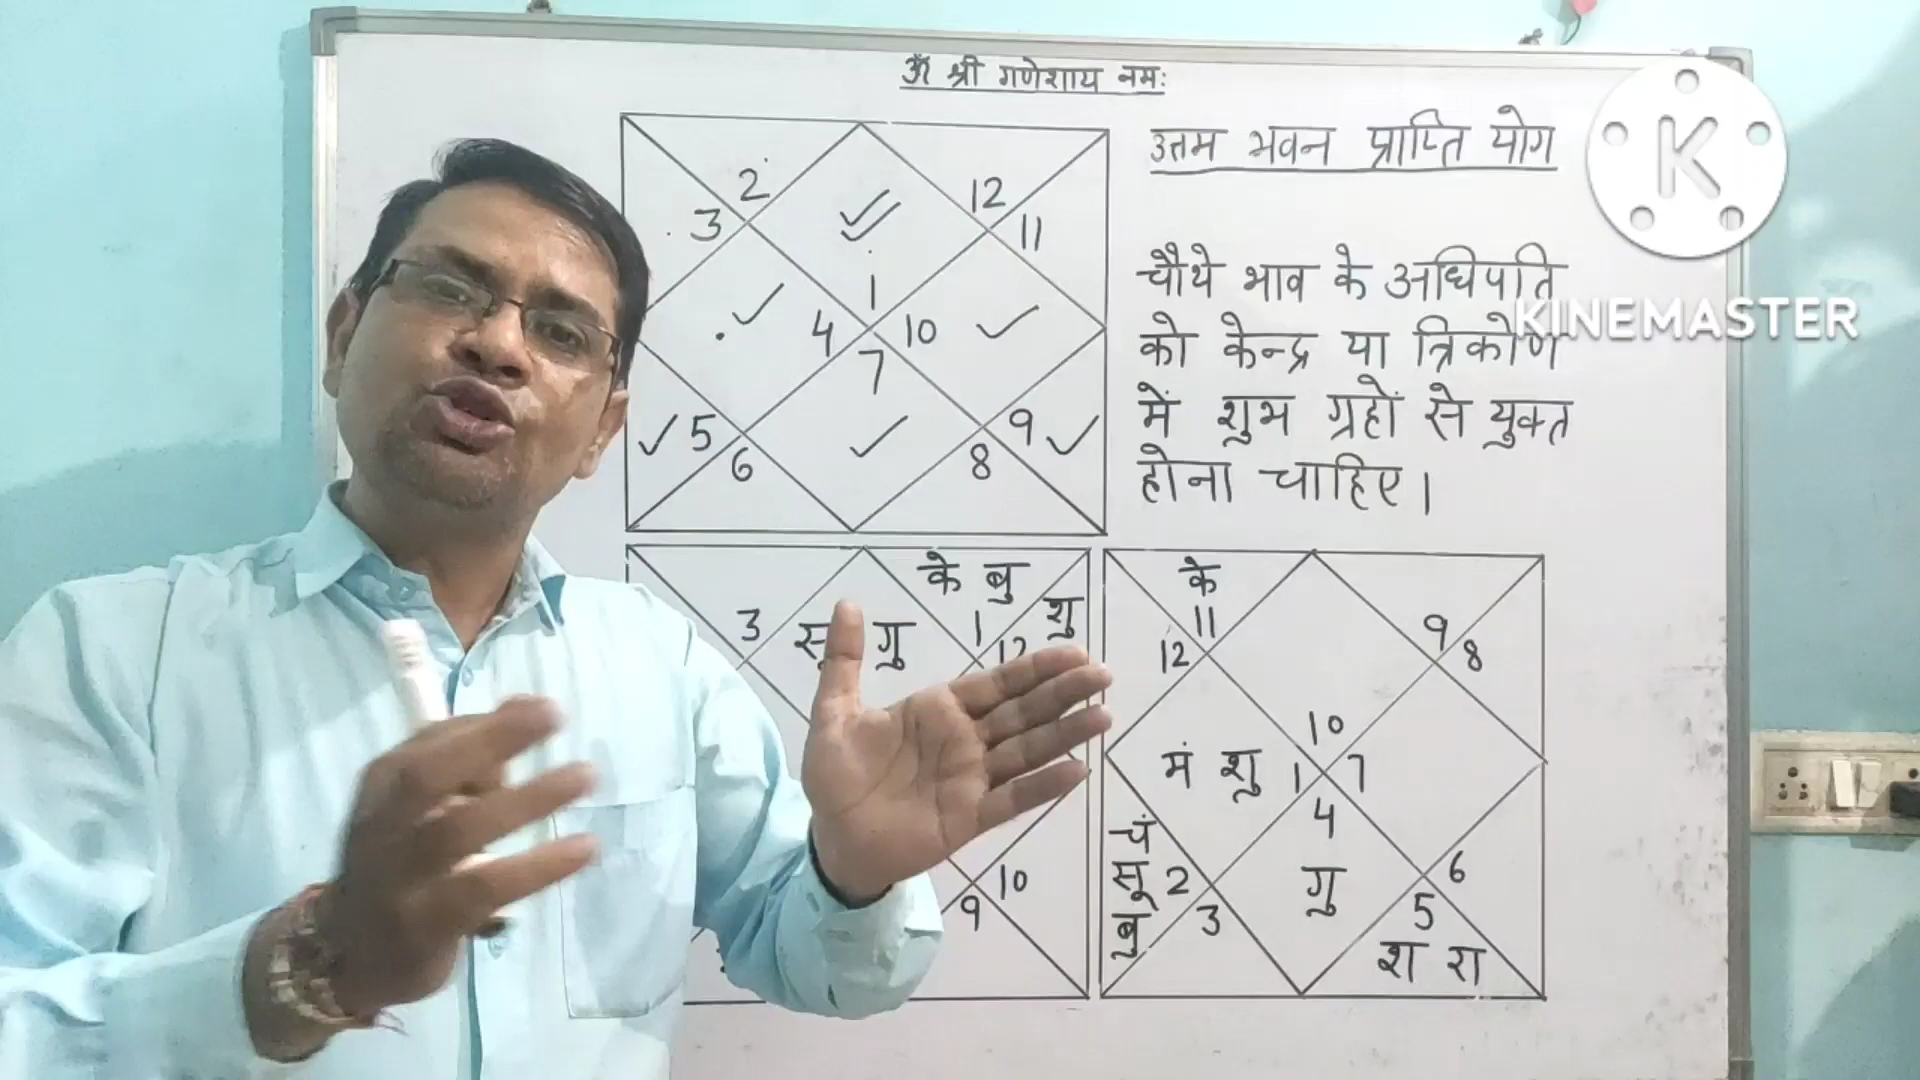 ॐ श्री गणेशाय नमः
उत्तम भवन प्राप्ति योग
चौथे भाव के अधिपति
को केन्द्र या त्रिकोण
में शुभ ग्रहों से युक्त
होना चाहिए।
K
KINEMASTER
2
12
3
11
1
4
10
7
5
9
6
8
के बु
शु
3
सू गु
1
12
10
9
के
11
12
9
8
10
मं शु 1
7
4
चं
सू 2
बु
3
गु
6
5
श रा